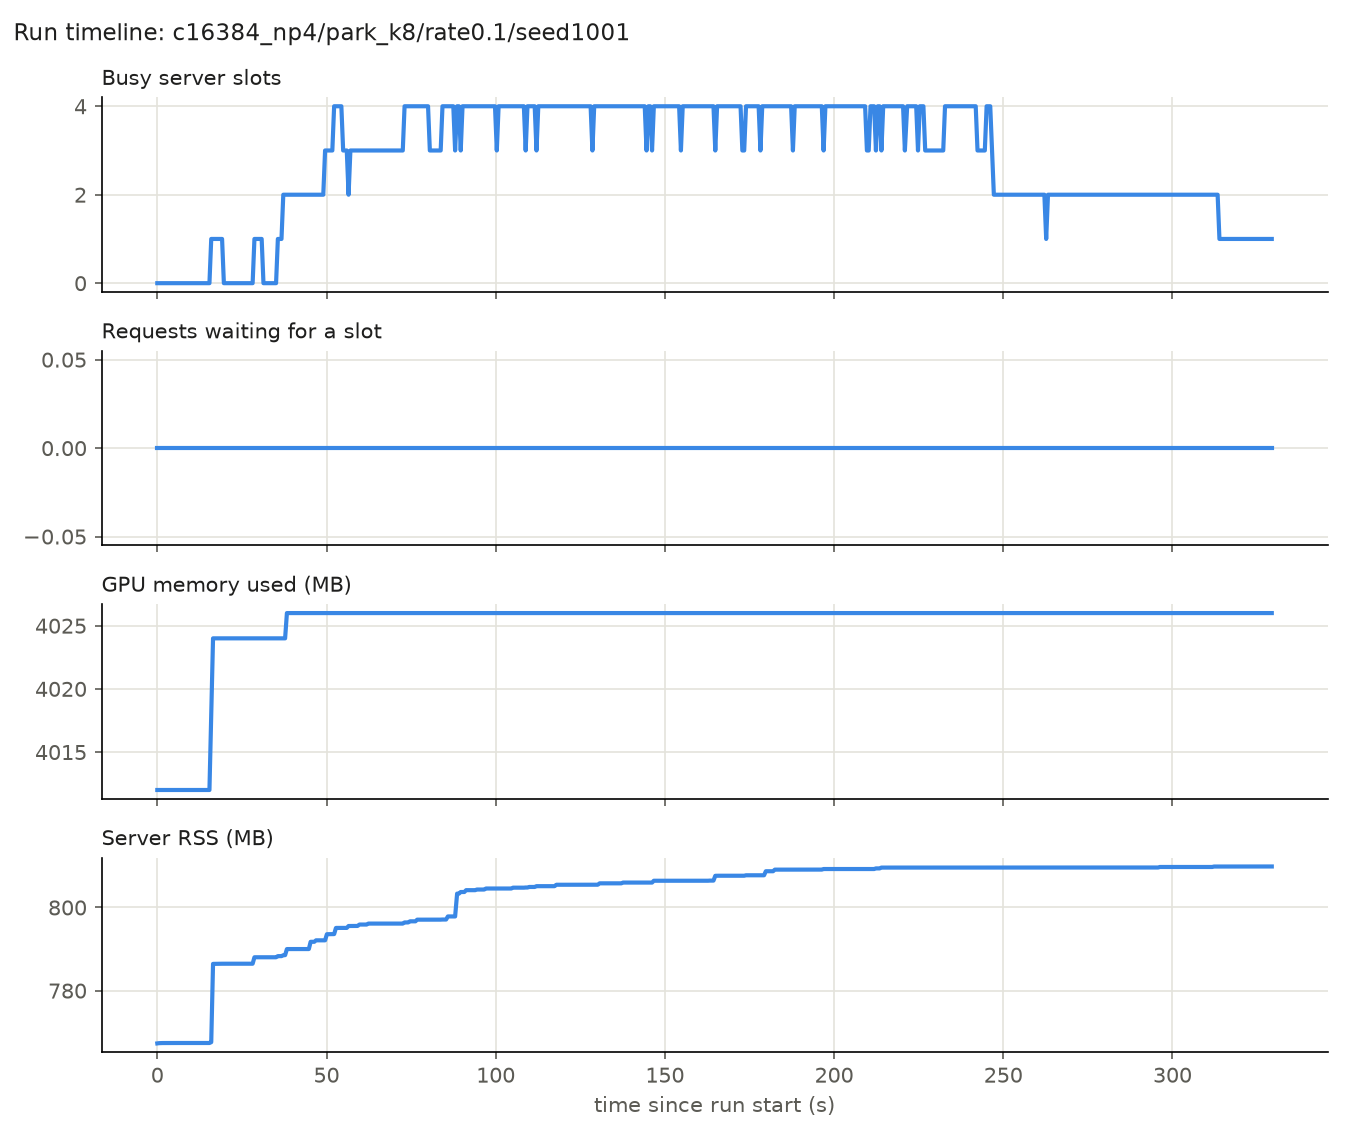 Run timeline: c16384_np4/park_k8/rate0.1/seed1001
Busy server slots
4
2
0
Requests waiting for a slot
0.05
0.00
−0.05
GPU memory used (MB)
4025
4020
4015
Server RSS (MB)
800
780
0 50 100 150 200 250 300
time since run start (s)